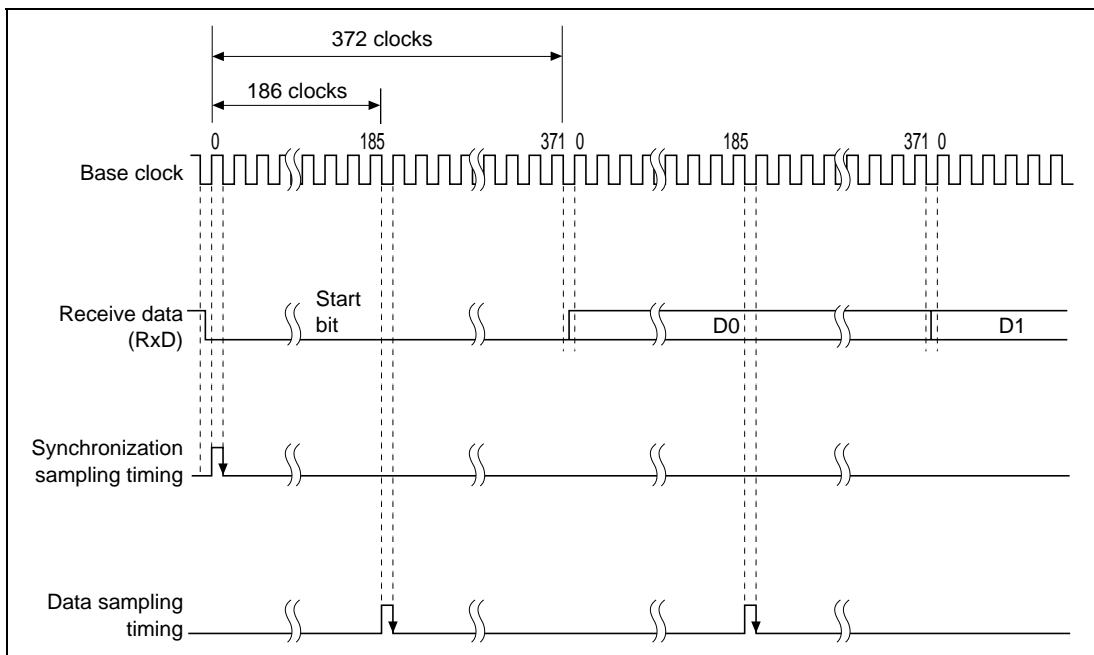 372 clocks
186 clocks
0 185 371 0 185 371 0
Base clock
Receive data
(RxD)
Start
bit
D0
D1
Synchronization
sampling timing
Data sampling
timing